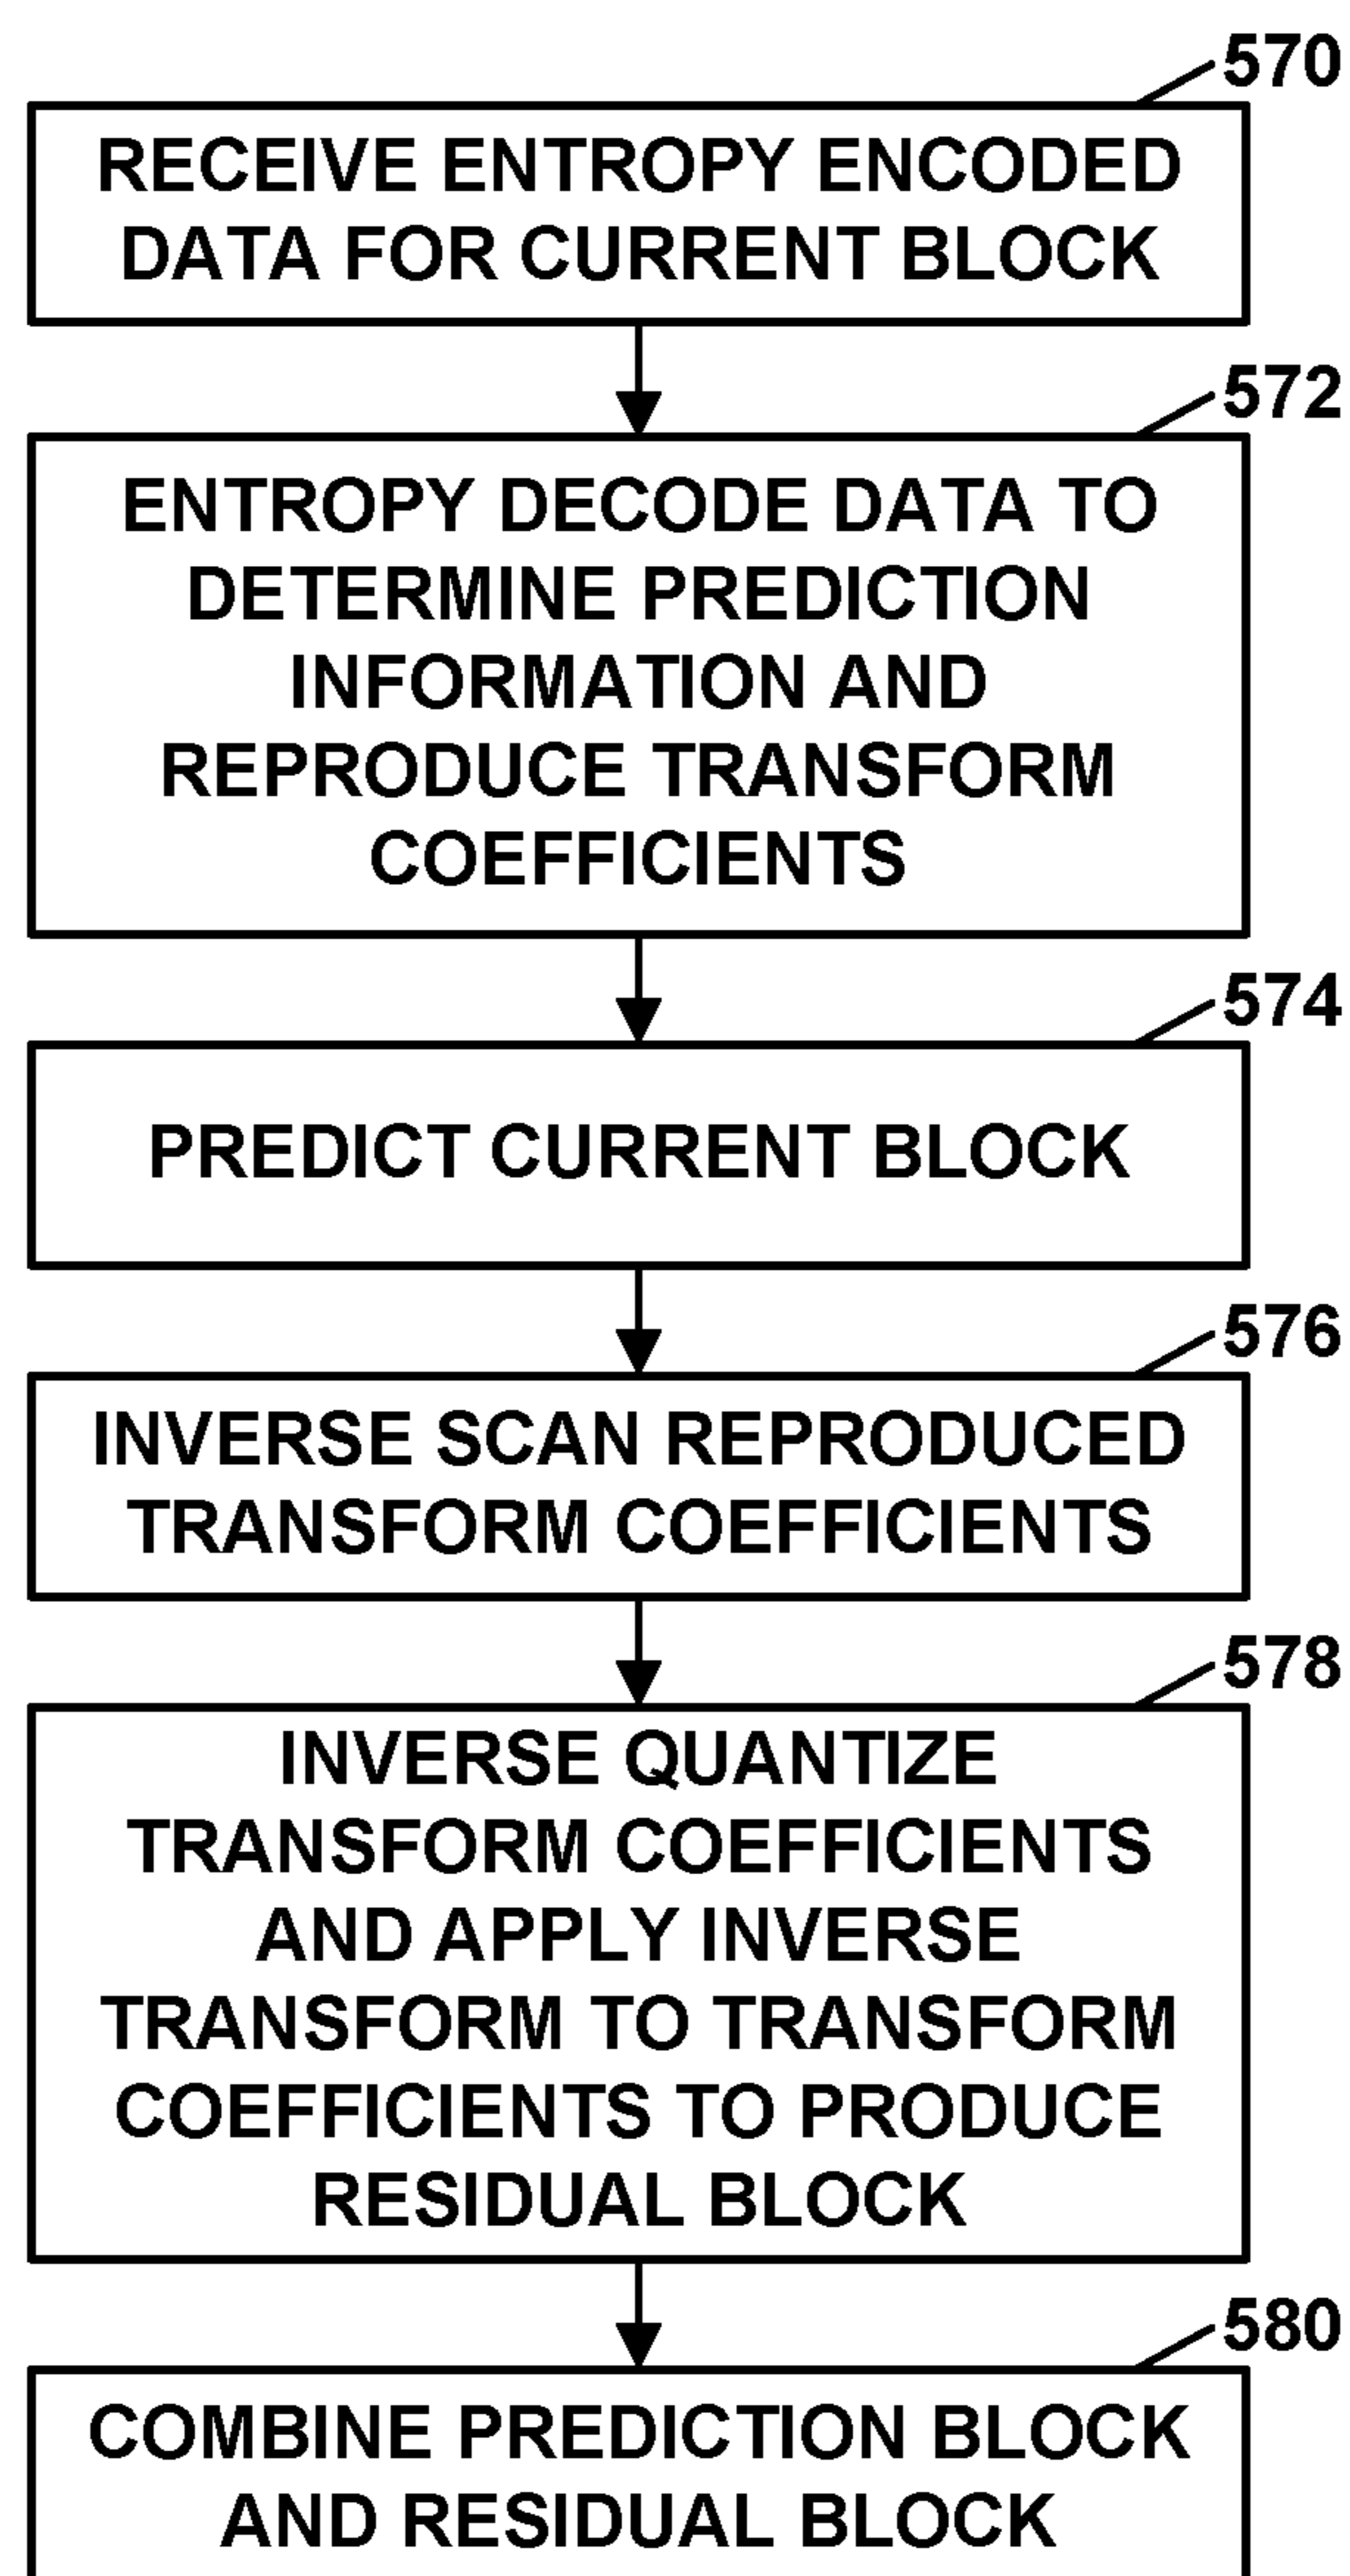 570
RECEIVE ENTROPY ENCODED
DATA FOR CURRENT BLOCK
572
ENTROPY DECODE DATA TO
DETERMINE PREDICTION
INFORMATION AND
REPRODUCE TRANSFORM
COEFFICIENTS
574
PREDICT CURRENT BLOCK
576
INVERSE SCAN REPRODUCED
TRANSFORM COEFFICIENTS
578
INVERSE QUANTIZE
TRANSFORM COEFFICIENTS
AND APPLY INVERSE
TRANSFORM TO TRANSFORM
COEFFICIENTS TO PRODUCE
RESIDUAL BLOCK
580
COMBINE PREDICTION BLOCK
AND RESIDUAL BLOCK